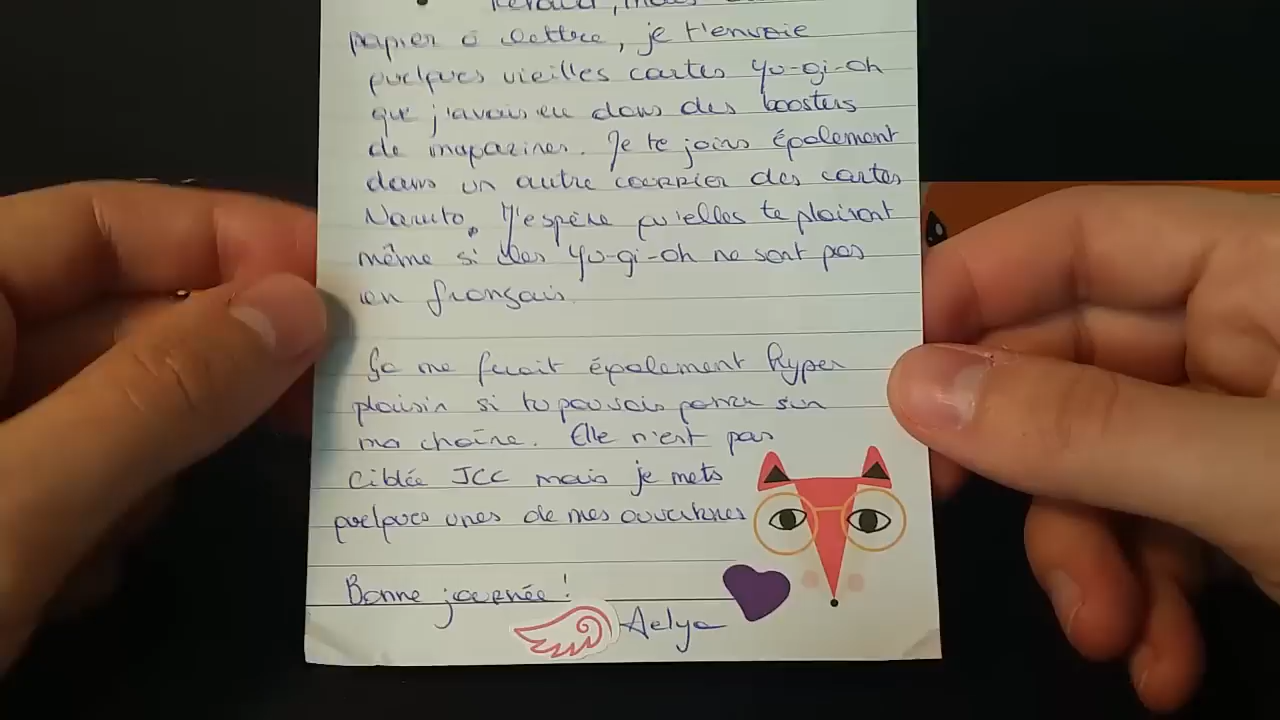 papier à lettre, je t'envoie
quelques vieilles cartes Yu-gi-oh
que j'avais eu dans des boosters
de magazines. Je te joins également
dans un autre courrier des cartes
Naruto. J'espère qu'elles te plairont
même si les Yu-gi-oh ne sont pas
en français.
Ça me ferait également hyper
plaisir si tu pouvais passer sur
ma chaîne. Elle n'est pas
ciblée JCC mais je mets
quelques unes de mes ouvertures
Bonne journée !
Aelya